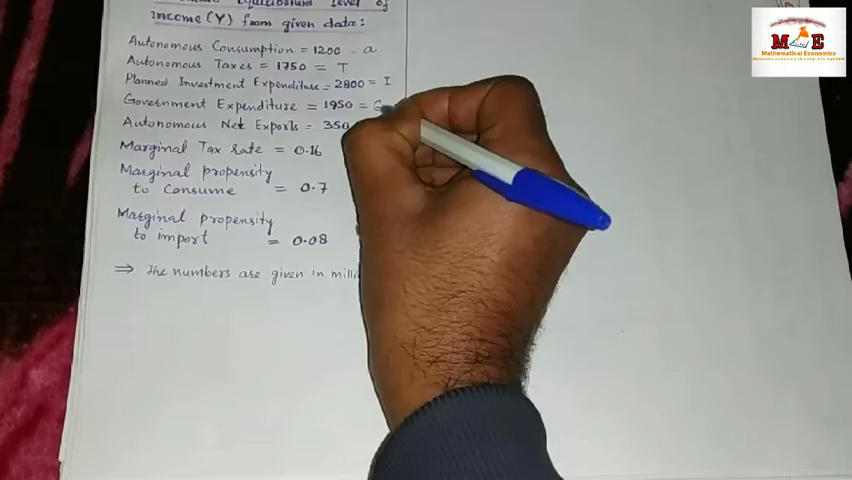 Equilibrium level of
income (Y) from given data:
Autonomous Consumption = 1200 - a
Autonomous Taxes = 1750 = T
Planned Investment Expenditure = 2800 = I
Government Expenditure = 1950 = G
Autonomous Net Exports = 350
Marginal Tax rate = 0.16
Marginal propensity
to Consume = 0.7
Marginal propensity
to import = 0.08
⇒ The numbers are given in
M E
Mathematical Economics